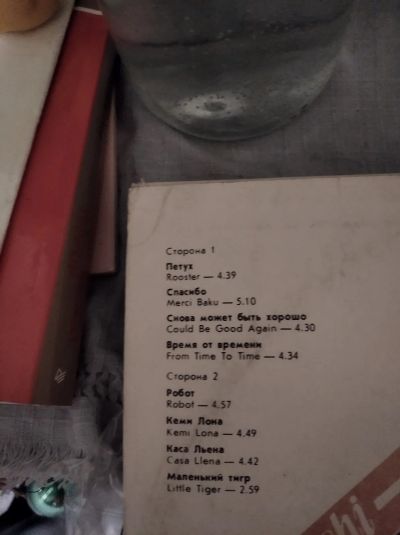 Сторона 1
Петух
Rooster — 4.39
Спасибо
Merci Baku — 5.10
Снова может быть хорошо
Could Be Good Again — 4.30
Время от времени
From Time To Time — 4.34
Сторона 2
Робот
Robot — 4.57
Кеми Лона
Kemi Lona — 4.49
Каса Льена
Casa Llena — 4.42
Маленький тигр
Little Tiger — 2.59